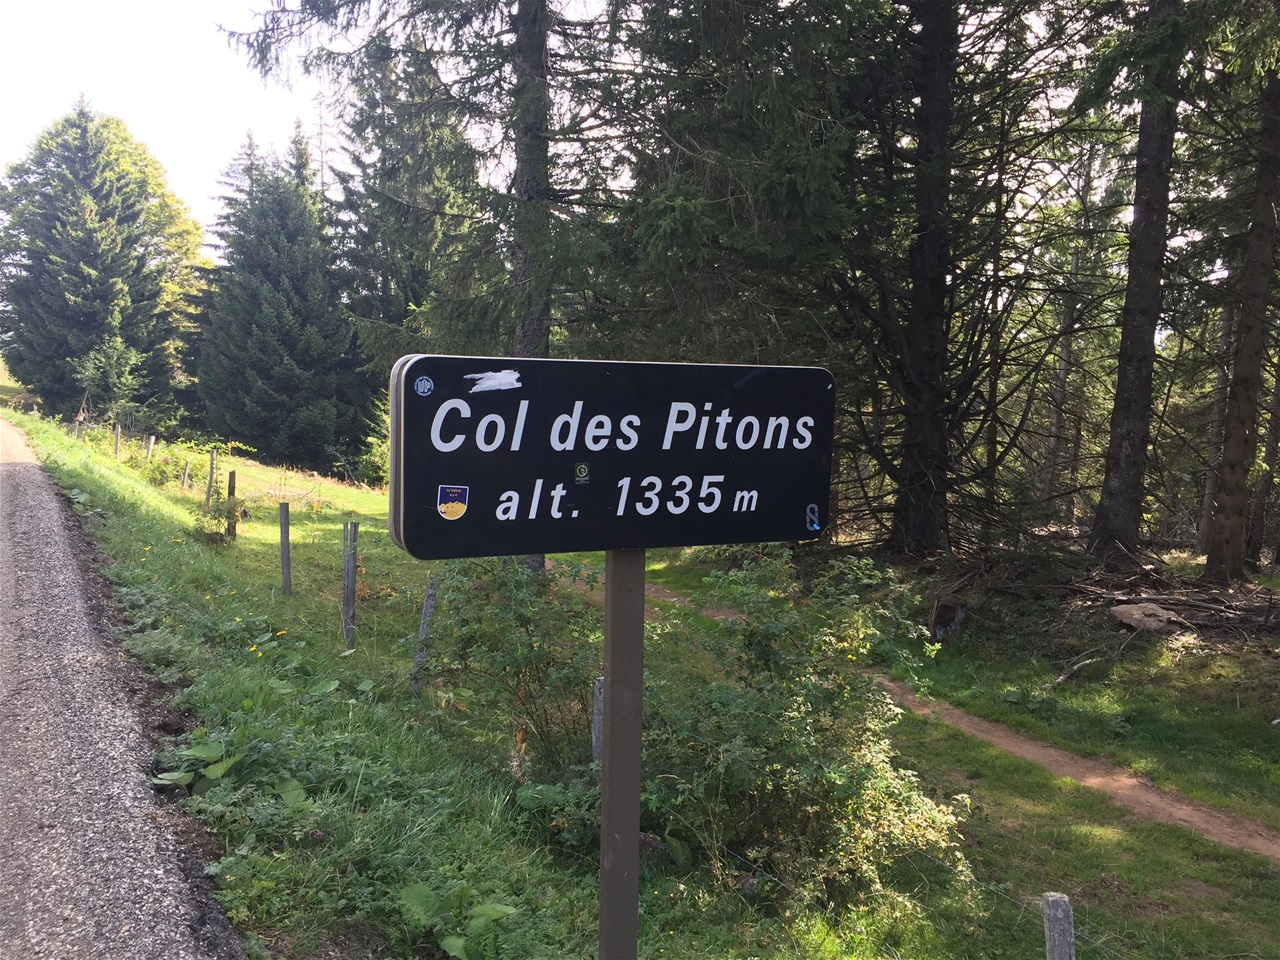 Col des Pitons
alt. 1335 m